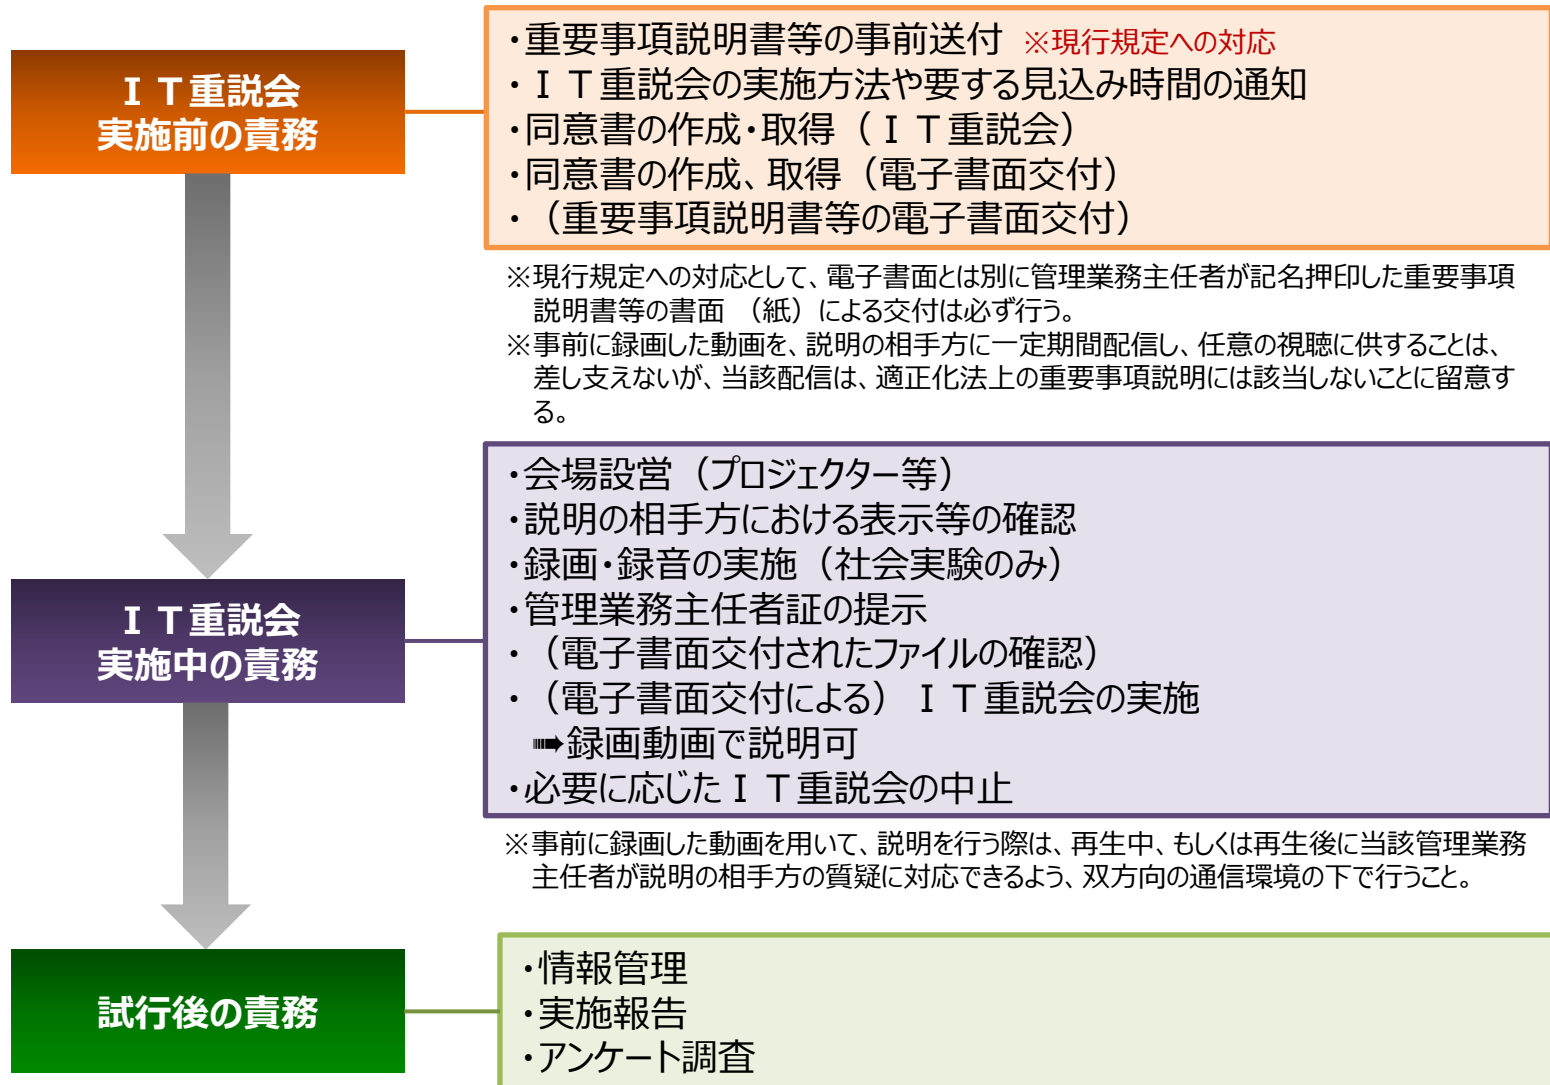 ＩＴ重説会
実施前の責務
・重要事項説明書等の事前送付 ※現行規定への対応
・ＩＴ重説会の実施方法や要する見込み時間の通知
・同意書の作成・取得（ＩＴ重説会）
・同意書の作成、取得（電子書面交付）
・（重要事項説明書等の電子書面交付）
※現行規定への対応として、電子書面とは別に管理業務主任者が記名押印した重要事項
説明書等の書面 （紙）による交付は必ず行う。
※事前に録画した動画を、説明の相手方に一定期間配信し、任意の視聴に供することは、
差し支えないが、当該配信は、適正化法上の重要事項説明には該当しないことに留意す
る。
ＩＴ重説会
実施中の責務
・会場設営（プロジェクター等）
・説明の相手方における表示等の確認
・録画・録音の実施（社会実験のみ）
・管理業務主任者証の提示
・（電子書面交付されたファイルの確認）
・（電子書面交付による）ＩＴ重説会の実施
➠録画動画で説明可
・必要に応じたＩＴ重説会の中止
※事前に録画した動画を用いて、説明を行う際は、再生中、もしくは再生後に当該管理業務
主任者が説明の相手方の質疑に対応できるよう、双方向の通信環境の下で行うこと。
試行後の責務
・情報管理
・実施報告
・アンケート調査